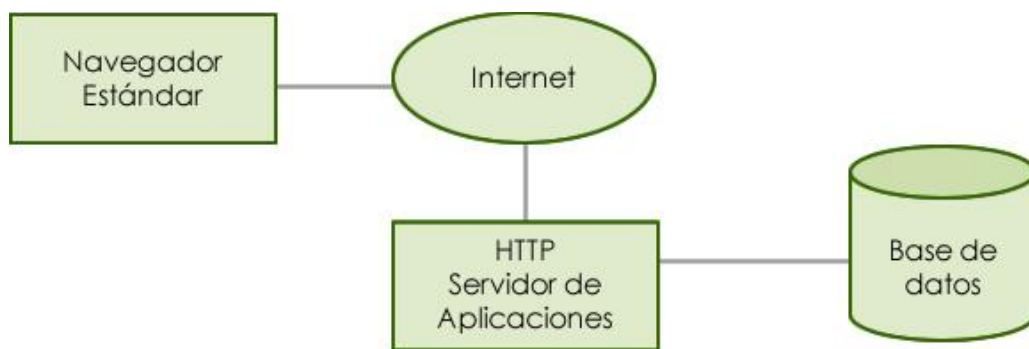 Navegador
Estándar
Internet
HTTP
Servidor de
Aplicaciones
Base de
datos